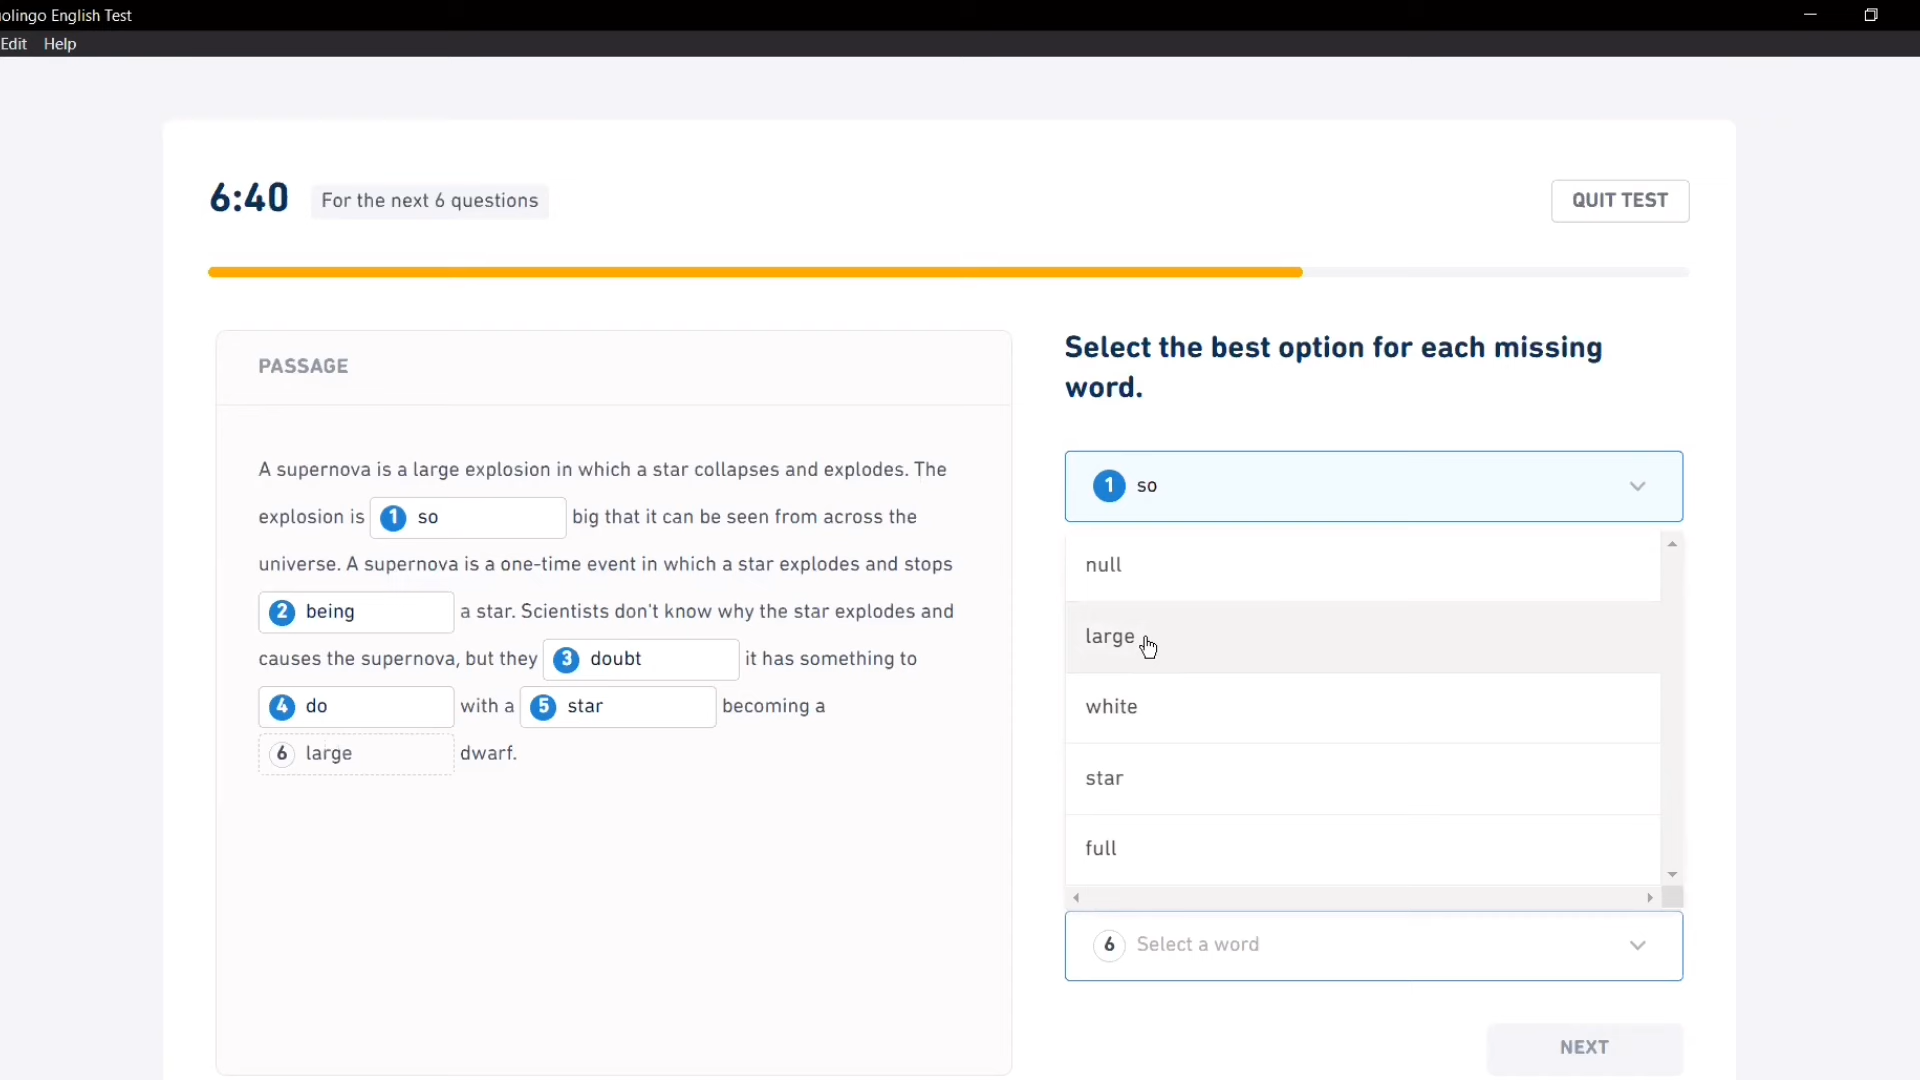 olingo English Test
Edit Help
6:40 For the next 6 questions
QUIT TEST
PASSAGE
A supernova is a large explosion in which a star collapses and explodes. The
explosion is 1 so big that it can be seen from across the
universe. A supernova is a one-time event in which a star explodes and stops
2 being a star. Scientists don't know why the star explodes and
causes the supernova, but they 3 doubt it has something to
4 do with a 5 star becoming a
6 large dwarf.
Select the best option for each missing
word.
1 so
null
large
white
star
full
6 Select a word
NEXT